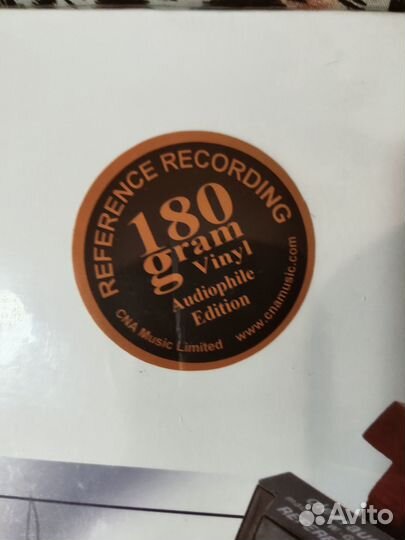 REFERENCE RECORDING
180
gram
Vinyl
Audiophile
Edition
CNA Music Limited
www.cnamusic.com
Avito